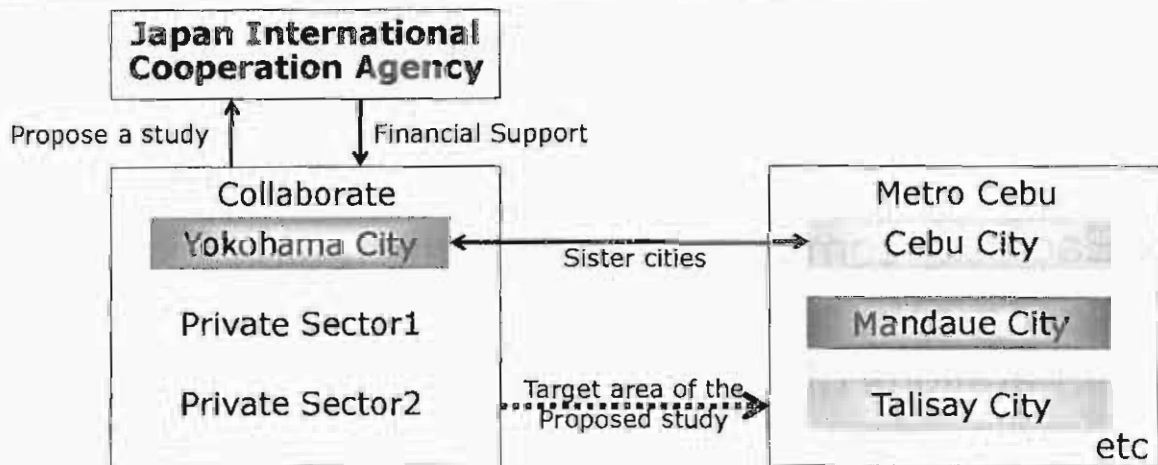 Japan International
Cooperation Agency
Propose a study
Financial Support
Collaborate
Yokohama City
Private Sector1
Private Sector2
Sister cities
Target area of the
Proposed study
Metro Cebu
Cebu City
Mandaue City
Talisay City
etc